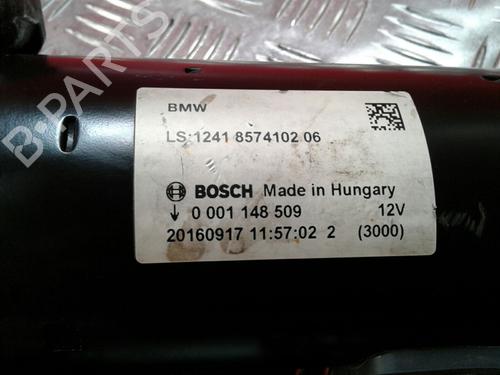 BMW
LS:1241 8574102 06
BOSCH Made in Hungary
↓ 0 001 148 509 12V
20160917 11:57:02 2 (3000)
B-PARTS